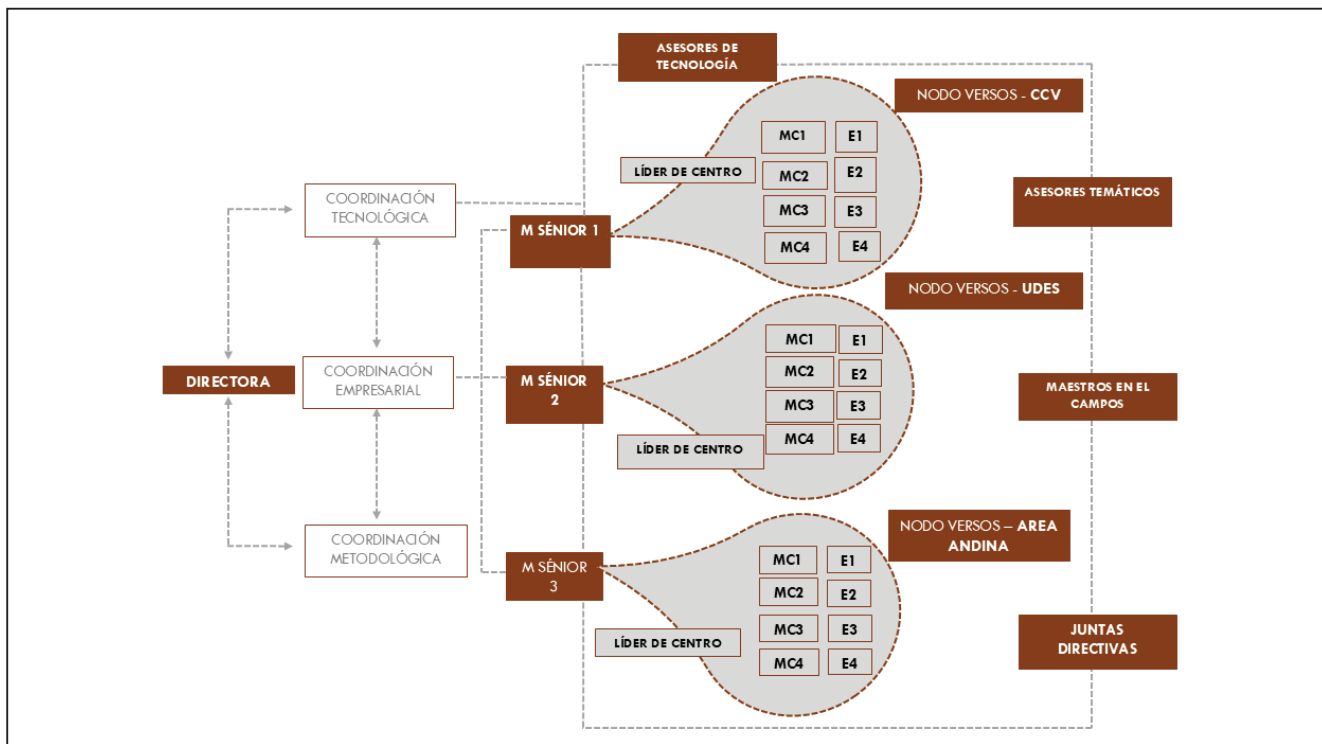 ASESORES DE
TECNOLOGÍA
NODO VERSOS - CCV
MC1
E1
LÍDER DE CENTRO
MC2
E2
MC3
E3
MC4
E4
ASESORES TEMÁTICOS
COORDINACIÓN
TECNOLÓGICA
M SÉNIOR 1
NODO VERSOS - UDES
MC1
E1
MC2
E2
MC3
E3
MC4
E4
LÍDER DE CENTRO
DIRECTORA
COORDINACIÓN
EMPRESARIAL
M SÉNIOR
2
MAESTROS EN EL
CAMPOS
NODO VERSOS – AREA
ANDINA
COORDINACIÓN
METODOLÓGICA
M SÉNIOR
3
MC1
E1
MC2
E2
MC3
E3
LÍDER DE CENTRO
MC4
E4
JUNTAS
DIRECTIVAS